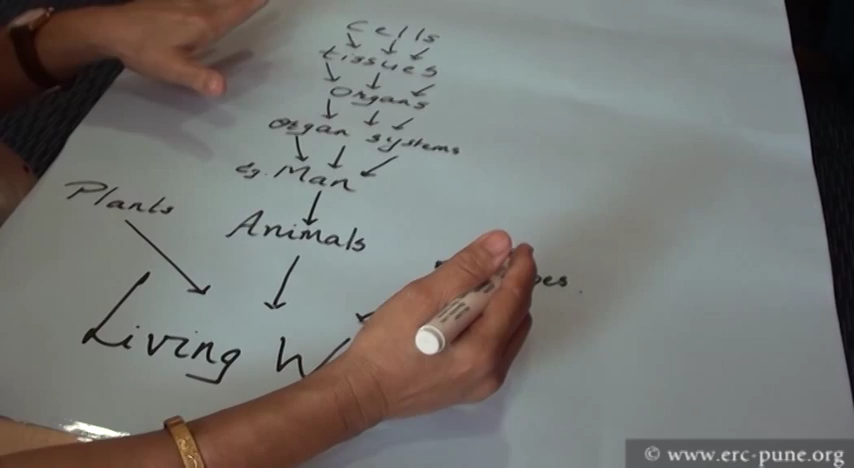 Cells
tissues
Organs
Organ systems
eg. Man
Plants
Animals
Living
© www.erc-pune.org